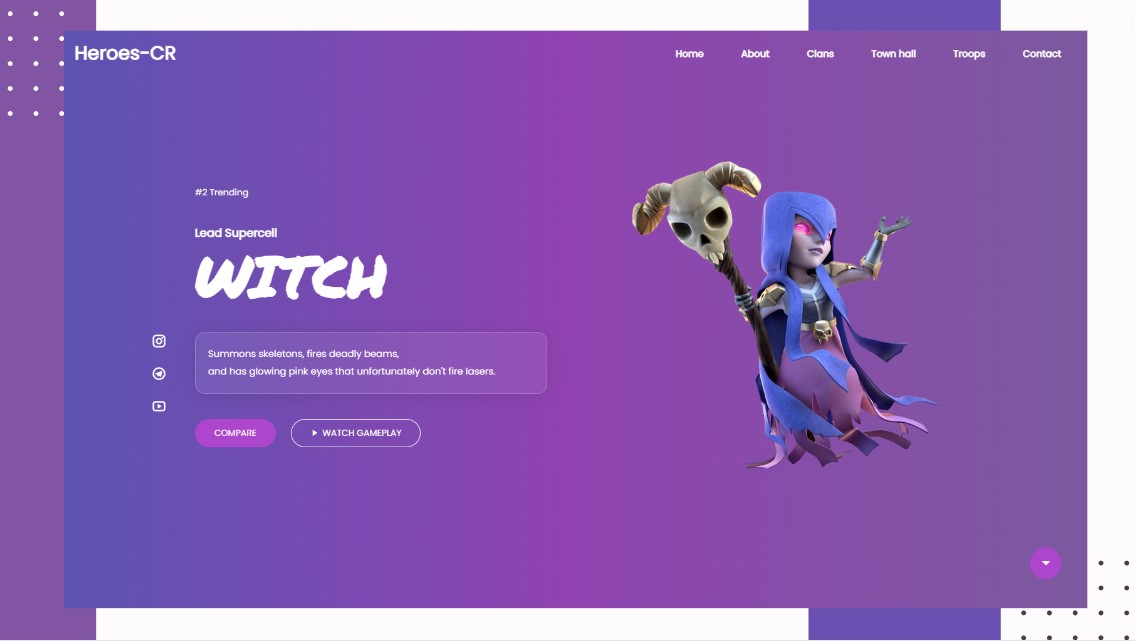 Heroes-CR
Home About Clans Town hall Troops Contact
#2 Trending
Lead Supercell
WITCH
Summons skeletons, fires deadly beams,
and has glowing pink eyes that unfortunately don't fire lasers.
COMPARE
WATCH GAMEPLAY